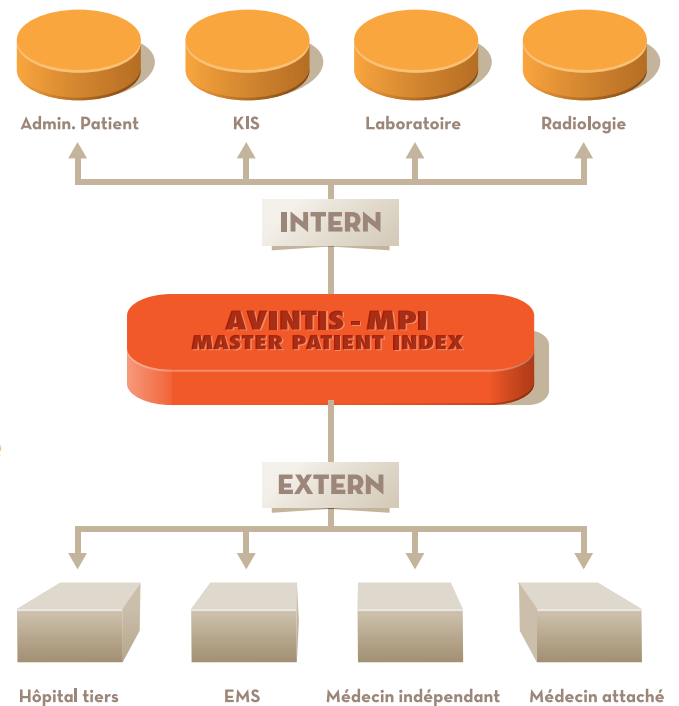 Admin. Patient KIS Laboratoire Radiologie
INTERN
AVINTIS - MPI
MASTER PATIENT INDEX
EXTERN
Hôpital tiers EMS Médecin indépendant Médecin attaché